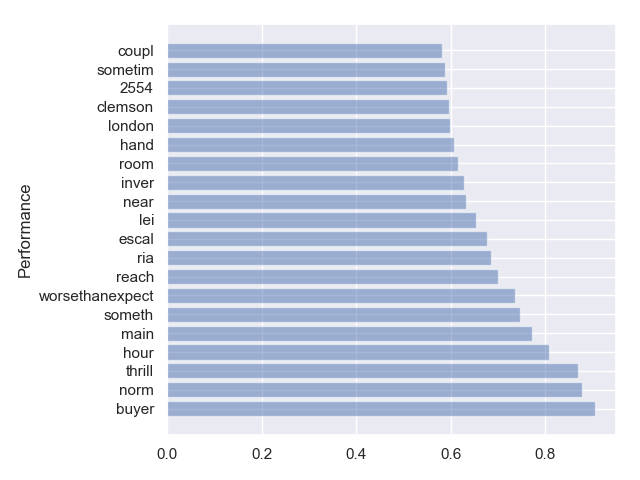 Performance
coupl
sometim
2554
clemson
london
hand
room
inver
near
lei
escal
ria
reach
worsethanexpect
someth
main
hour
thrill
norm
buyer
0.0 0.2 0.4 0.6 0.8